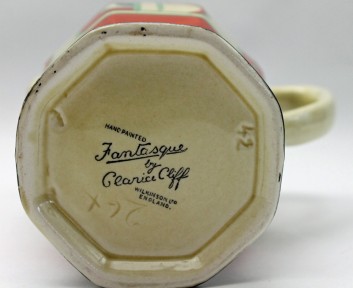 HAND PAINTED
Fantasque
by
Clarice Cliff
WILKINSON LTD
ENGLAND.
42